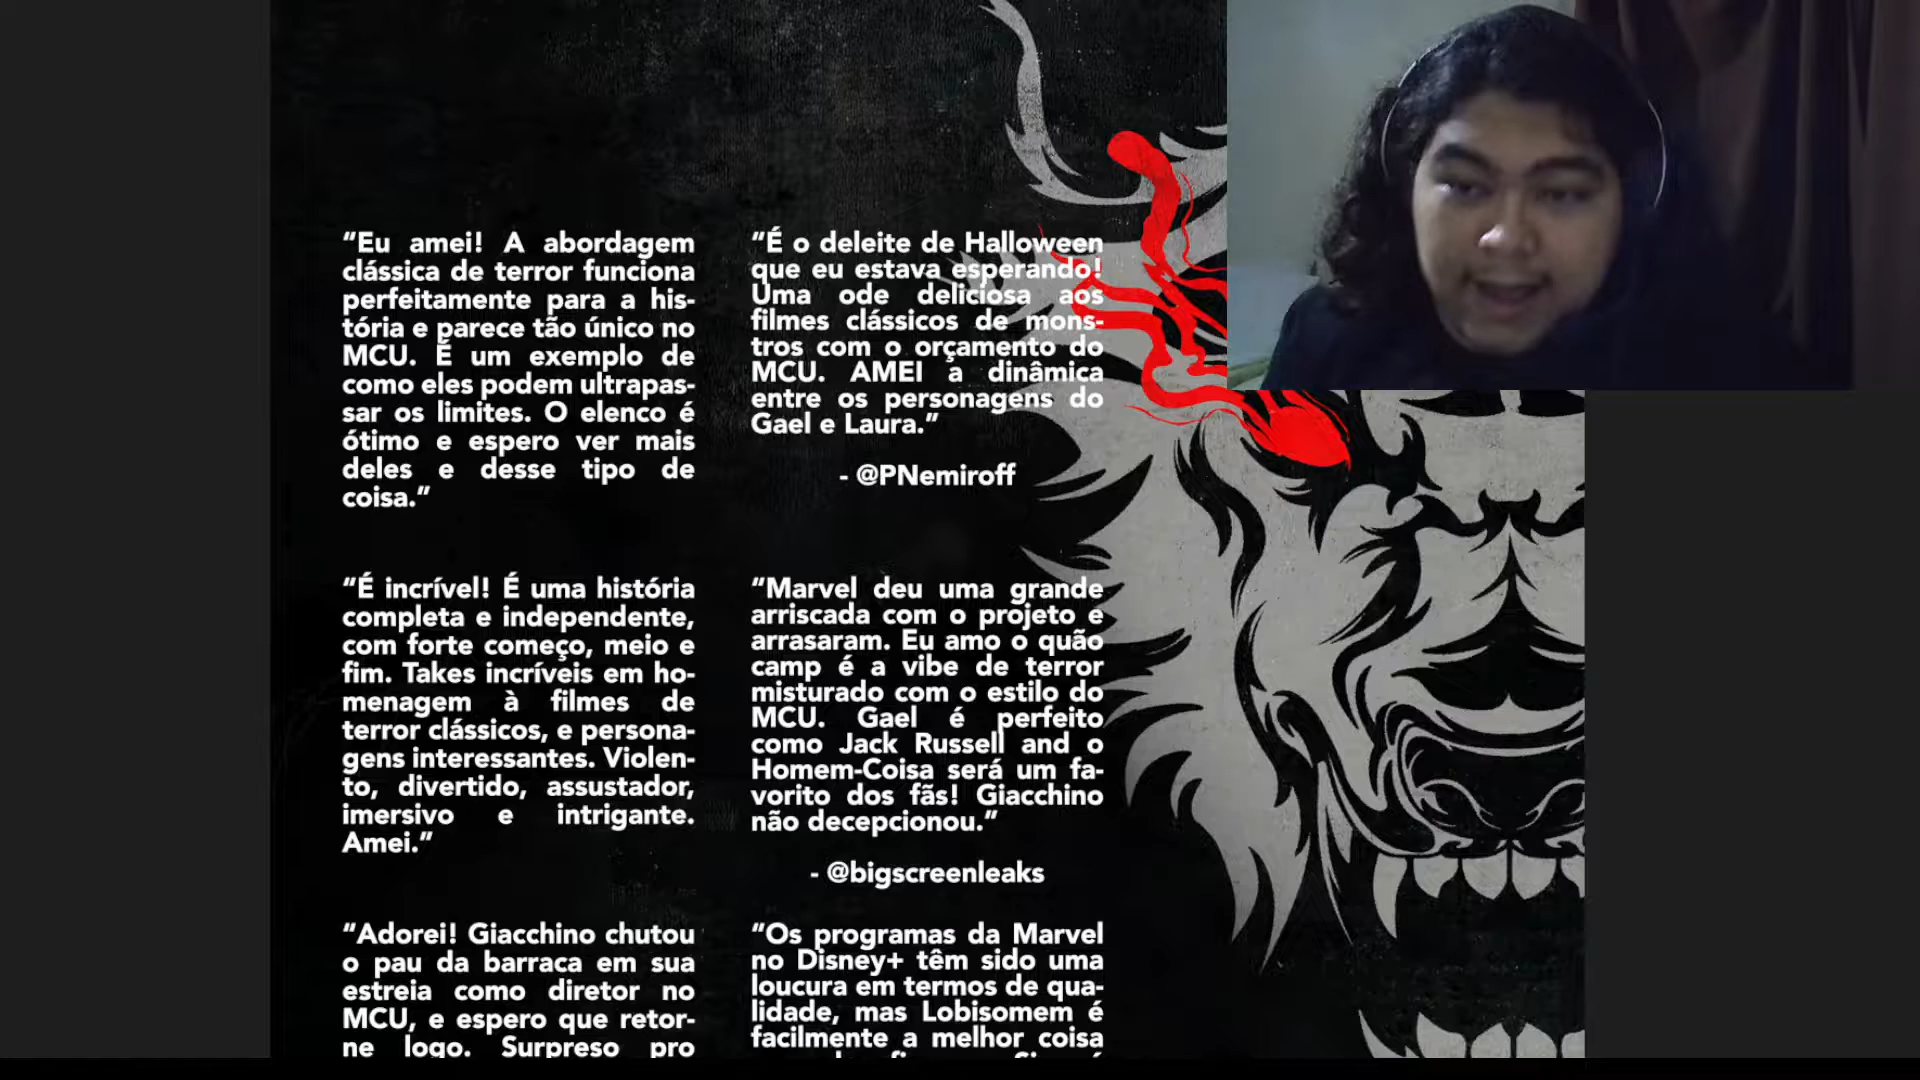 “Eu amei! A abordagem
clássica de terror funciona
perfeitamente para a his-
tória e parece tão único no
MCU. É um exemplo de
como eles podem ultrapas-
sar os limites. O elenco é
ótimo e espero ver mais
deles e desse tipo de
coisa.”
“É incrível! É uma história
completa e independente,
com forte começo, meio e
fim. Takes incríveis em ho-
menagem à filmes de
terror clássicos, e persona-
gens interessantes. Violen-
to, divertido, assustador,
imersivo e intrigante.
Amei.”
“Adorei! Giacchino chutou
o pau da barraca em sua
estreia como diretor no
MCU, e espero que retor-
ne logo. Surpreso pro
“É o deleite de Halloween
que eu estava esperando!
Uma ode deliciosa aos
filmes clássicos de mons-
tros com o orçamento do
MCU. AMEI a dinâmica
entre os personagens do
Gael e Laura.”
- @PNemiroff
“Marvel deu uma grande
arriscada com o projeto e
arrasaram. Eu amo o quão
camp é a vibe de terror
misturado com o estilo do
MCU. Gael é perfeito
como Jack Russell and o
Homem-Coisa será um fa-
vorito dos fãs! Giacchino
não decepcionou.”
- @bigscreenleaks
“Os programas da Marvel
no Disney+ têm sido uma
loucura em termos de qua-
lidade, mas Lobisomem é
facilmente a melhor coisa